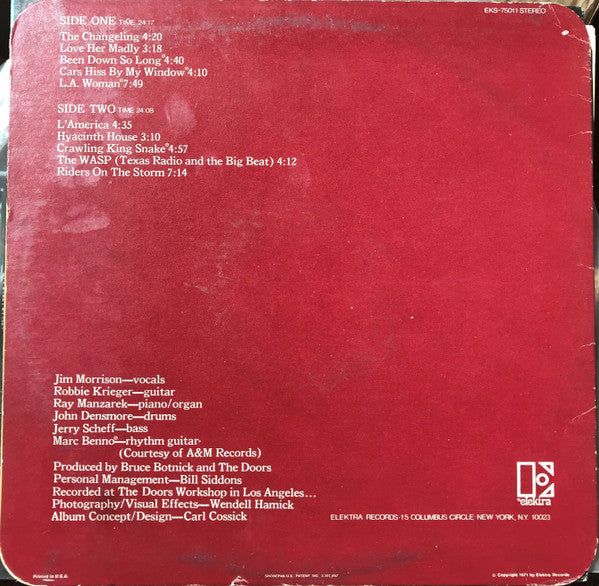 EKS-75011 STEREO
SIDE ONE TIME 24:17
The Changeling 4:20
Love Her Madly 3:18
Been Down So Long* 4:40
Cars Hiss By My Window* 4:10
L.A. Woman* 7:49
SIDE TWO TIME 24:08
L'America 4:35
Hyacinth House 3:10
Crawling King Snake* 4:57
The WASP (Texas Radio and the Big Beat) 4:12
Riders On The Storm 7:14
Jim Morrison—vocals
Robbie Krieger—guitar
Ray Manzarek—piano/organ
John Densmore—drums
Jerry Scheff—bass
Marc Benno*—rhythm guitar
(Courtesy of A&M Records)
Produced by Bruce Botnick and The Doors
Personal Management—Bill Siddons
Recorded at The Doors Workshop in Los Angeles...
Photography/Visual Effects—Wendell Hamick
Album Concept/Design—Carl Cossick
elektra
ELEKTRA RECORDS·15 COLUMBUS CIRCLE·NEW YORK, N.Y. 10023
Printed in U.S.A.
SHOREPAK U.S. PATENT NO.
© Copyright 1971 by Elektra Records